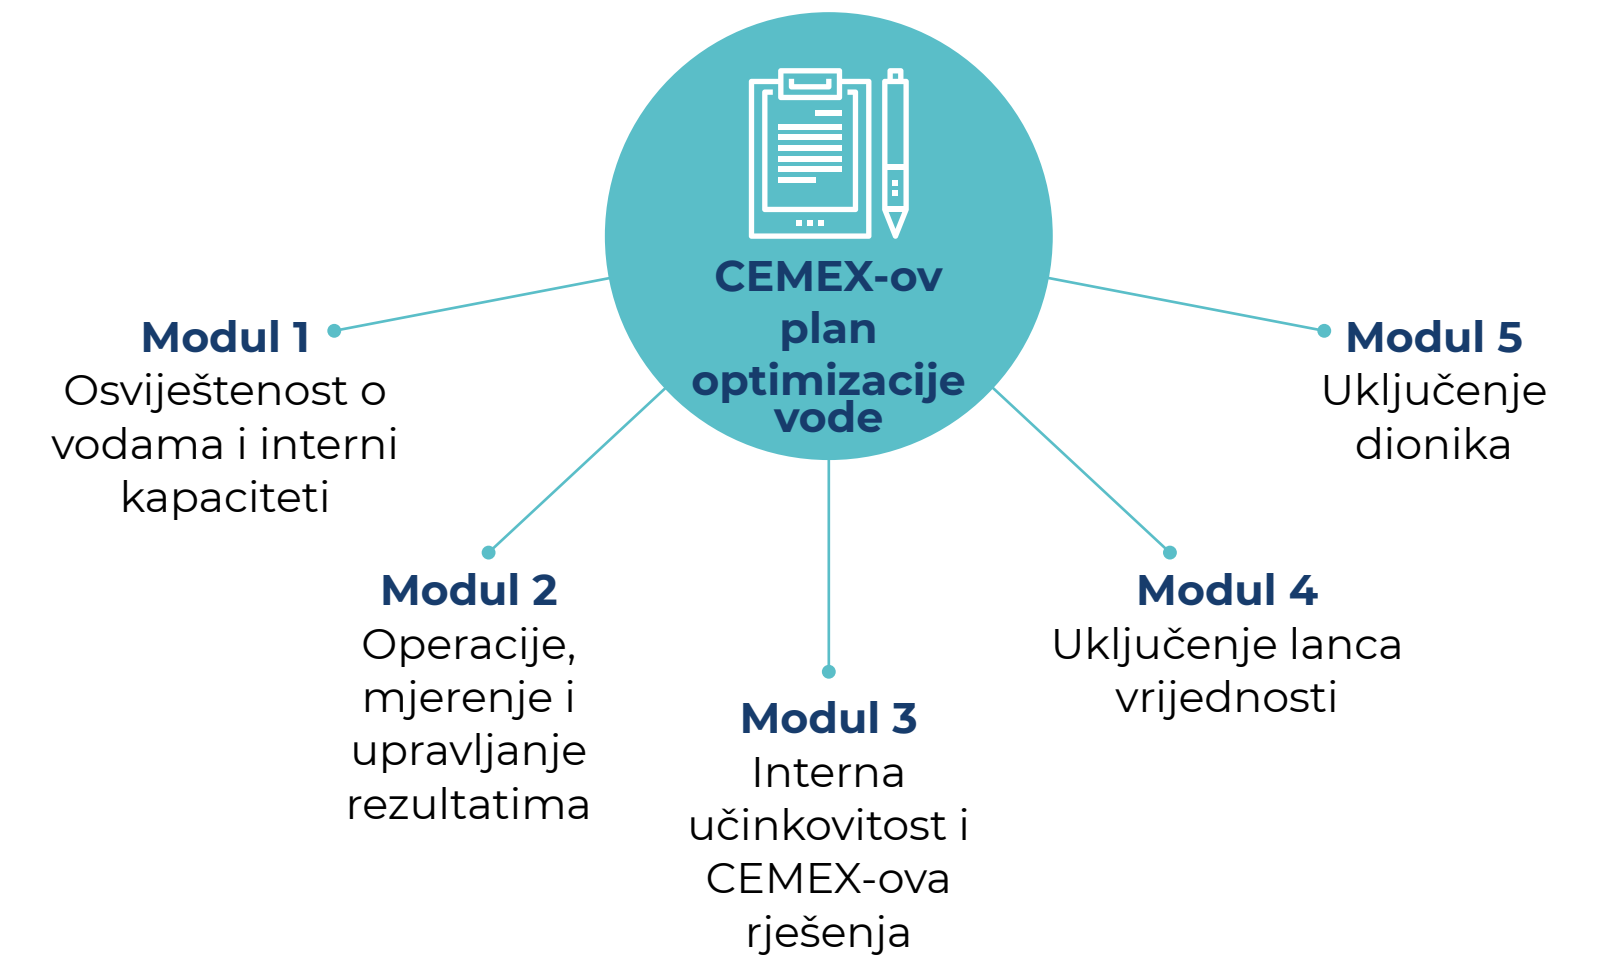 CEMEX-ov
plan
optimizacije
vode
Modul 1
Osviještenost o
vodama i interni
kapaciteti
Modul 2
Operacije,
mjerenje i
upravljanje
rezultatima
Modul 3
Interna
učinkovitost i
CEMEX-ova
rješenja
Modul 4
Uključenje lanca
vrijednosti
Modul 5
Uključenje
dionika